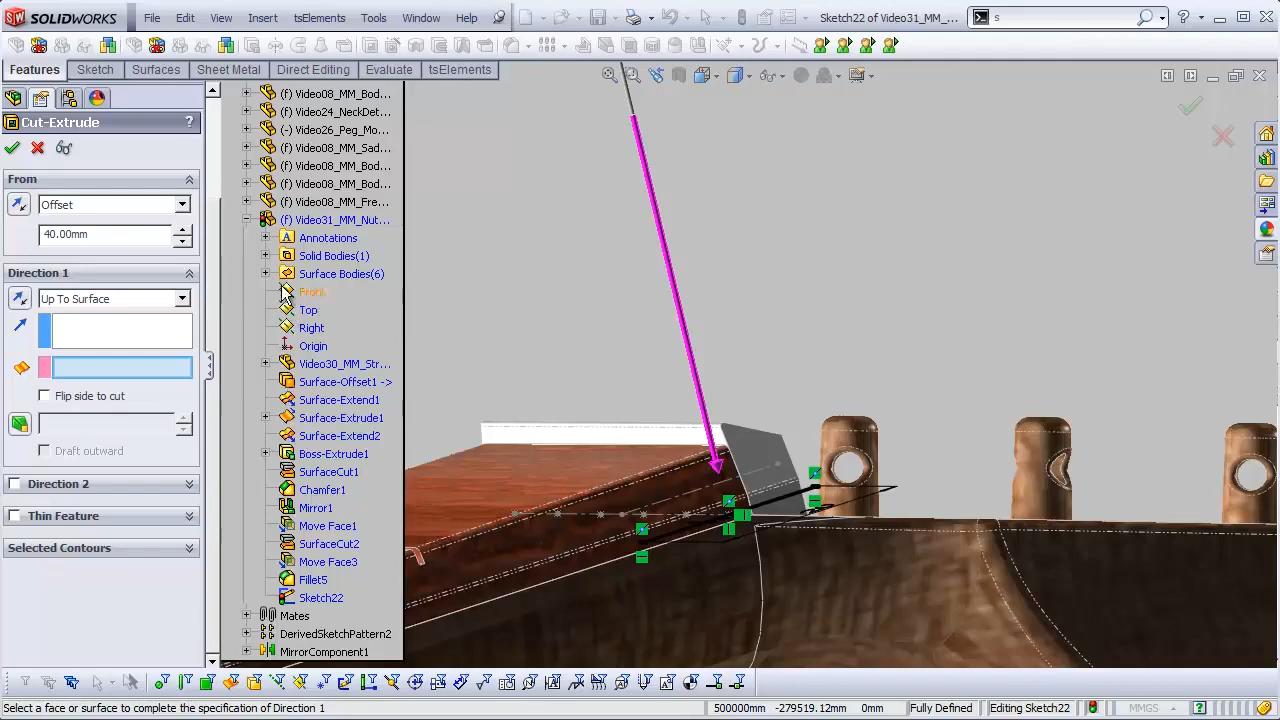 SOLIDWORKS File Edit View Insert tsElements Tools Window Help Sketch22 of Video31_MM_... s
Features Sketch Surfaces Sheet Metal Direct Editing Evaluate tsElements
Cut-Extrude ?
From
Offset
40.00mm
Direction 1
Up To Surface
Flip side to cut
Draft outward
Direction 2
Thin Feature
Selected Contours
(f) Video08_MM_Bod...
(f) Video24_NeckDet...
(-) Video26_Peg_Mo...
(f) Video08_MM_Sad...
(f) Video08_MM_Bod...
(f) Video08_MM_Bod...
(f) Video08_MM_Fre...
(f) Video31_MM_Nut...
Annotations
Solid Bodies(1)
Surface Bodies(6)
Front
Top
Right
Origin
Video30_MM_Str...
Surface-Offset1 ->
Surface-Extend1
Surface-Extrude1
Surface-Extend2
Boss-Extrude1
SurfaceCut1
Chamfer1
Mirror1
Move Face1
SurfaceCut2
Move Face3
Fillet5
Sketch22
Mates
DerivedSketchPattern2
MirrorComponent1
Select a face or surface to complete the specification of Direction 1 500000mm -279519.12mm 0mm Fully Defined Editing Sketch22 MMGS